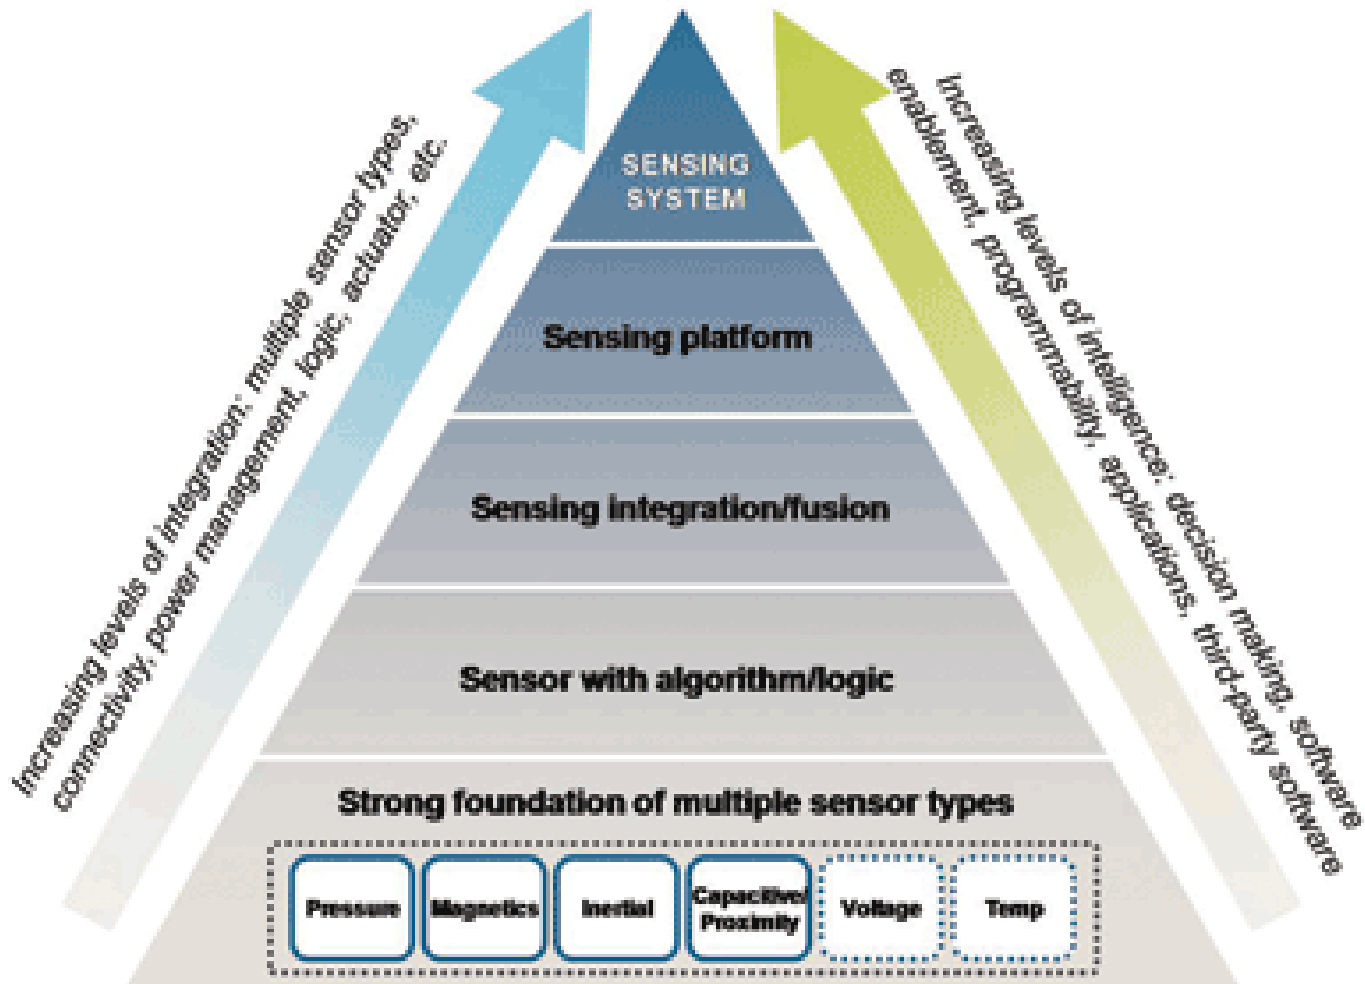 Increasing levels of integration: multiple sensor types,
connectivity, power management, logic, actuator, etc.
SENSING
SYSTEM
Increasing levels of intelligence: decision making, software
enablement, programmability, applications, third-party software
Sensing platform
Sensing integration/fusion
Sensor with algorithm/logic
Strong foundation of multiple sensor types
Pressure
Magnetics
Inertial
Capacitive/
Proximity
Voltage
Temp